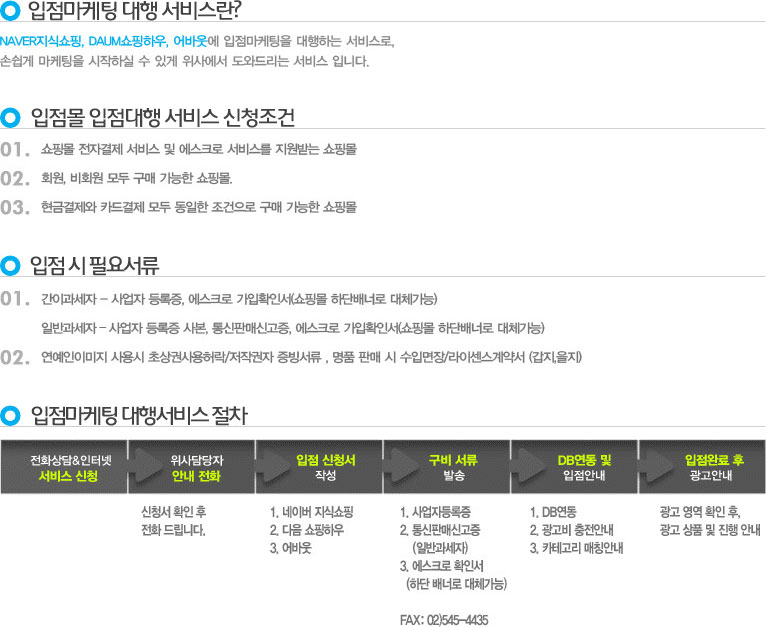 입점마케팅 대행 서비스란?
NAVER지식쇼핑, DAUM쇼핑하우, 어바웃에 입점마케팅을 대행하는 서비스로,
손쉽게 마케팅을 시작하실 수 있게 위사에서 도와드리는 서비스 입니다.
입점몰 입점대행 서비스 신청조건
01. 쇼핑몰 전자결제 서비스 및 에스크로 서비스를 지원받는 쇼핑몰
02. 회원, 비회원 모두 구매 가능한 쇼핑몰.
03. 현금결제와 카드결제 모두 동일한 조건으로 구매 가능한 쇼핑몰
입점 시 필요서류
01. 간이과세자 - 사업자 등록증, 에스크로 가입확인서(쇼핑몰 하단배너로 대체가능)
일반과세자 - 사업자 등록증 사본, 통신판매신고증, 에스크로 가입확인서(쇼핑몰 하단배너로 대체가능)
02. 연예인이미지 사용시 초상권사용허락/저작권자 증빙서류 , 명품 판매 시 수입면장/라이센스계약서 (갑지,을지)
입점마케팅 대행서비스 절차
전화상담&인터넷
서비스 신청
위사담당자
안내 전화
신청서 확인 후
전화 드립니다.
입점 신청서
작성
1. 네이버 지식쇼핑
2. 다음 쇼핑하우
3. 어바웃
구비 서류
발송
1. 사업자등록증
2. 통신판매신고증
(일반과세자)
3. 에스크로 확인서
(하단 배너로 대체가능)
FAX: 02)545-4435
DB연동 및
입점안내
1. DB연동
2. 광고비 충전안내
3. 카테고리 매칭안내
입점완료 후
광고안내
광고 영역 확인 후,
광고 상품 및 진행 안내